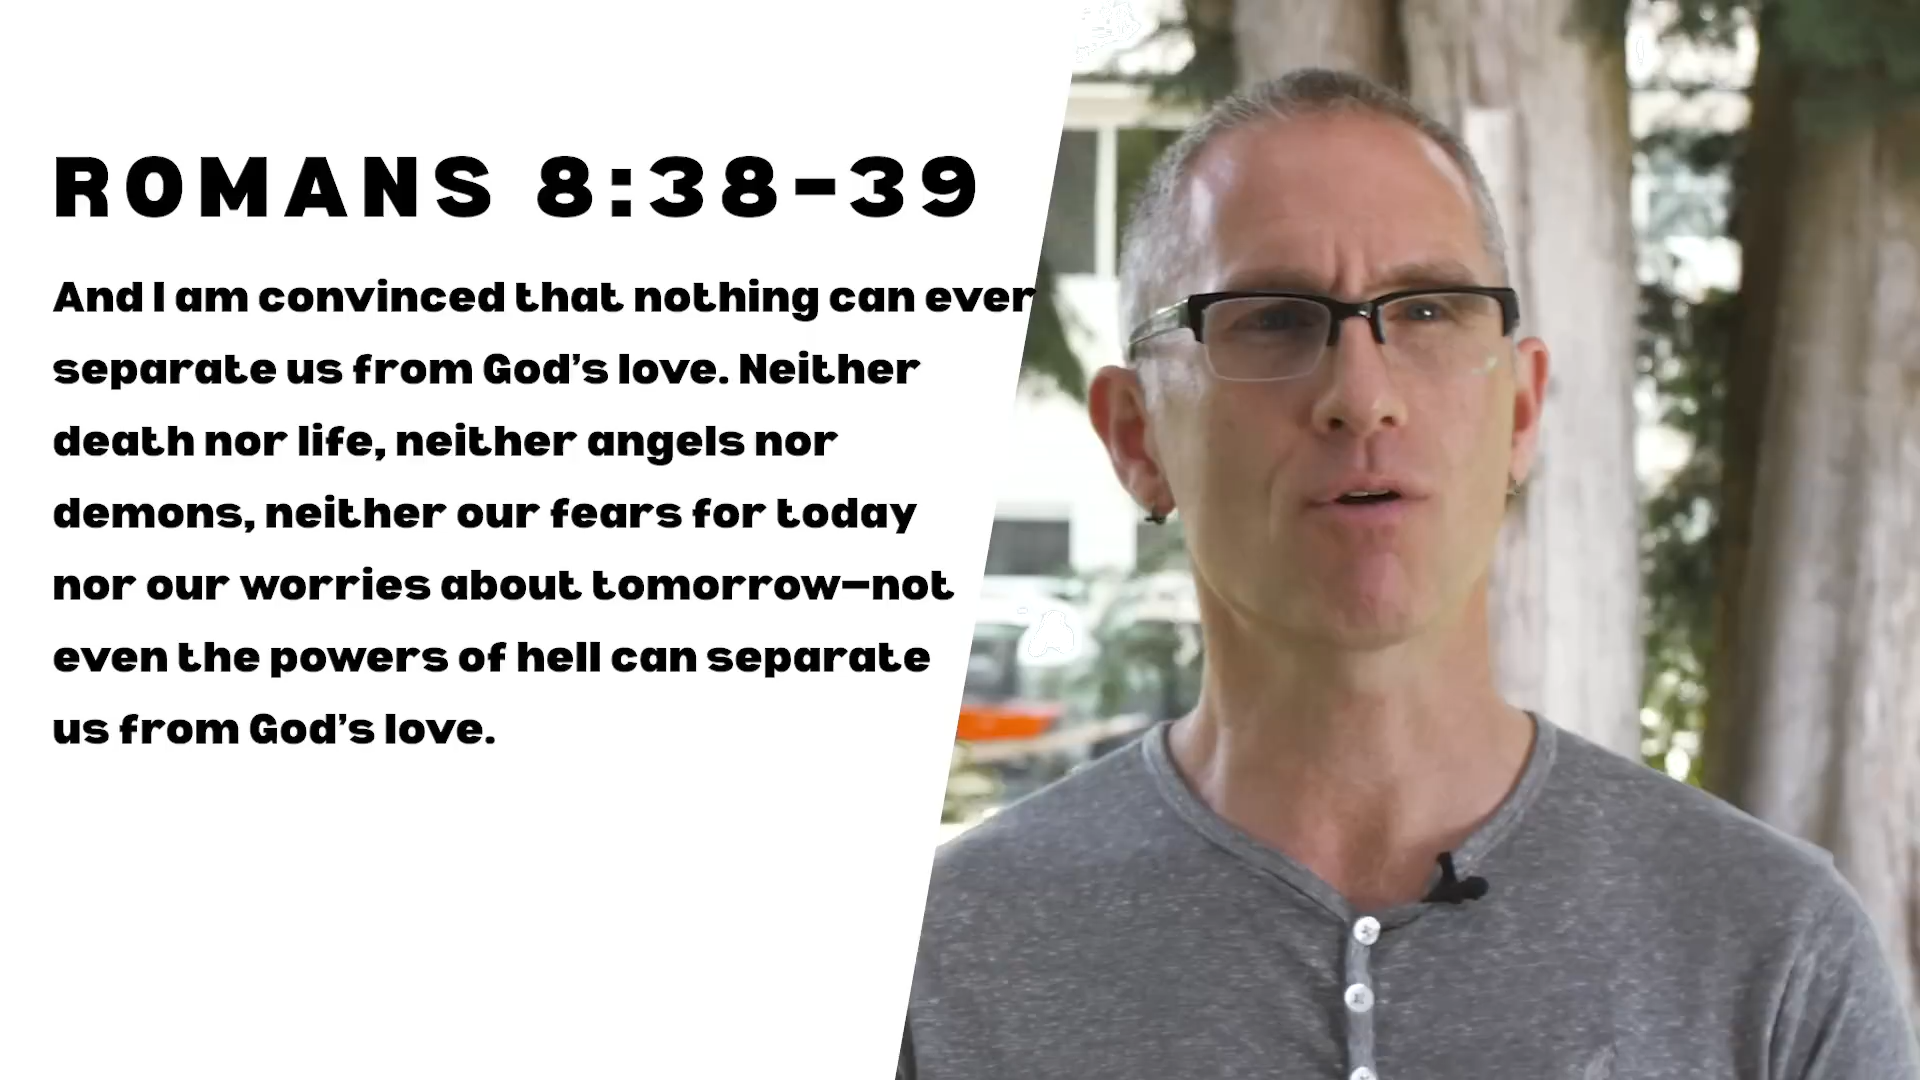 ROMANS 8:38-39
And I am convinced that nothing can ever
separate us from God’s love. Neither
death nor life, neither angels nor
demons, neither our fears for today
nor our worries about tomorrow—not
even the powers of hell can separate
us from God’s love.